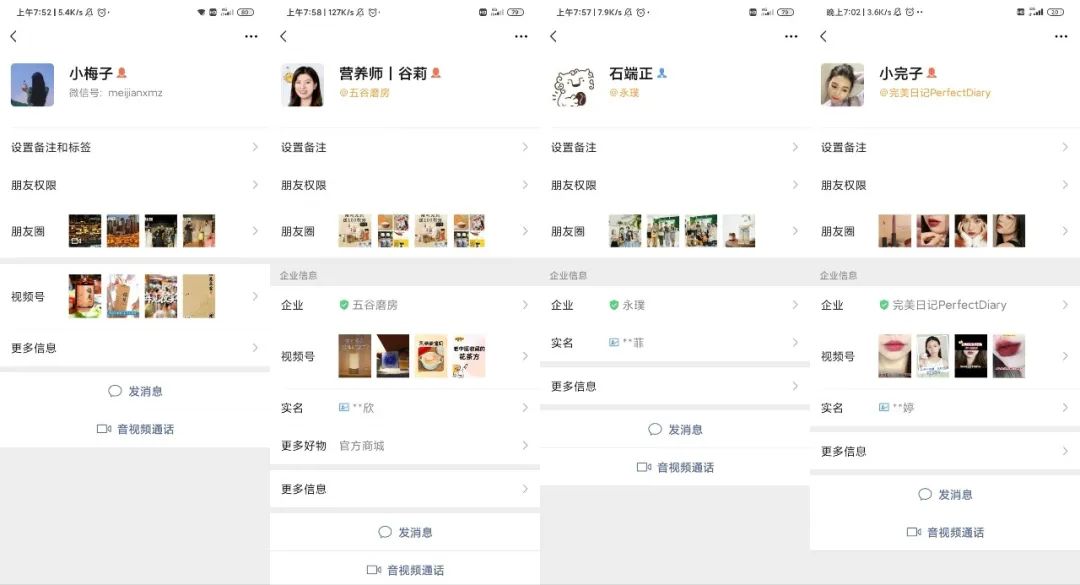 上午7:52 | 5.4K/s
60
小梅子
微信号: meijianxmz
设置备注和标签
朋友权限
朋友圈
视频号
更多信息
发消息
音视频通话
上午7:58 | 127K/s
79
营养师丨谷莉
@五谷磨房
设置备注
朋友权限
朋友圈
企业信息
企业 五谷磨房
视频号
实名 **欣
更多好物 官方商城
更多信息
发消息
音视频通话
上午7:57 | 7.9K/s
79
石端正
@永璞
设置备注
朋友权限
朋友圈
企业信息
企业 永璞
实名 **菲
更多信息
发消息
音视频通话
晚上7:02 | 3.6K/s
20
小完子
@完美日记PerfectDiary
设置备注
朋友权限
朋友圈
企业信息
企业 完美日记PerfectDiary
视频号
实名 **婷
更多信息
发消息
音视频通话